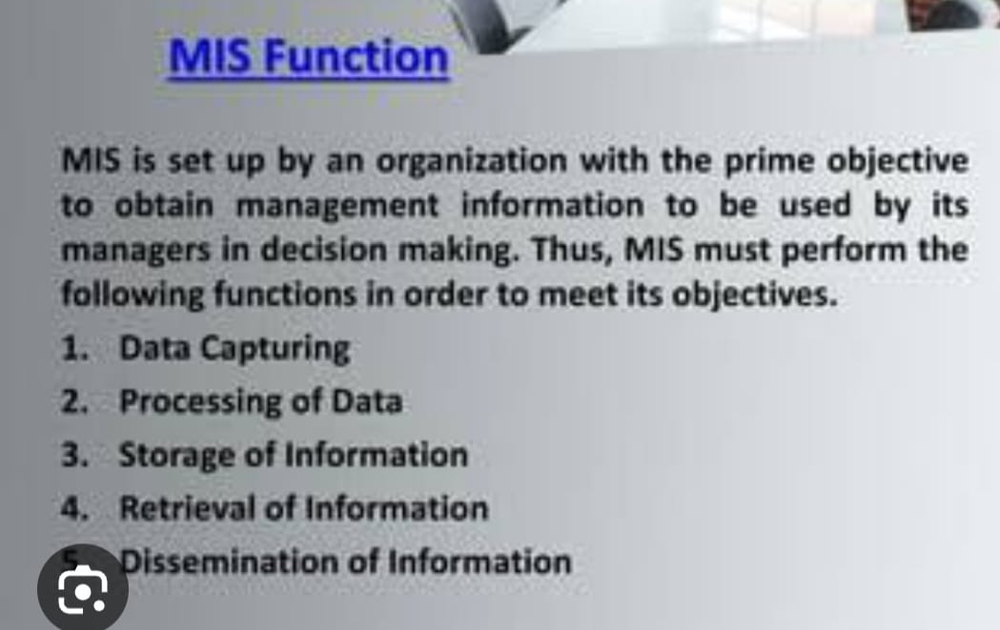 MIS Function
MIS is set up by an organization with the prime objective
to obtain management information to be used by its
managers in decision making. Thus, MIS must perform the
following functions in order to meet its objectives.
1. Data Capturing
2. Processing of Data
3. Storage of Information
4. Retrieval of Information
5. Dissemination of Information